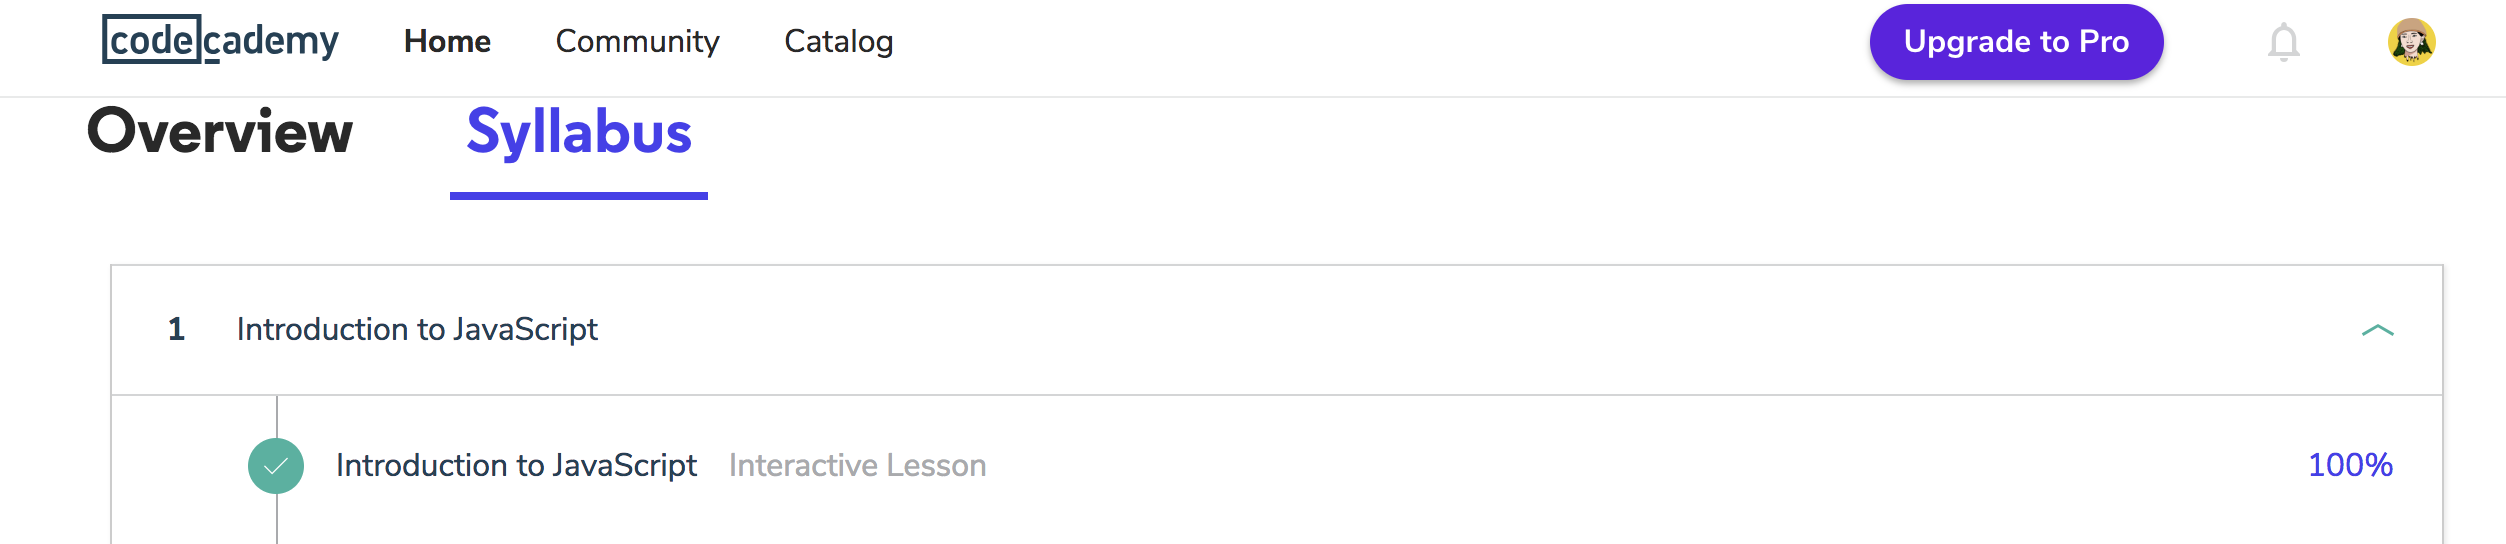 codecademy Home Community Catalog Upgrade to Pro
Overview Syllabus
1 Introduction to JavaScript
Introduction to JavaScript Interactive Lesson 100%